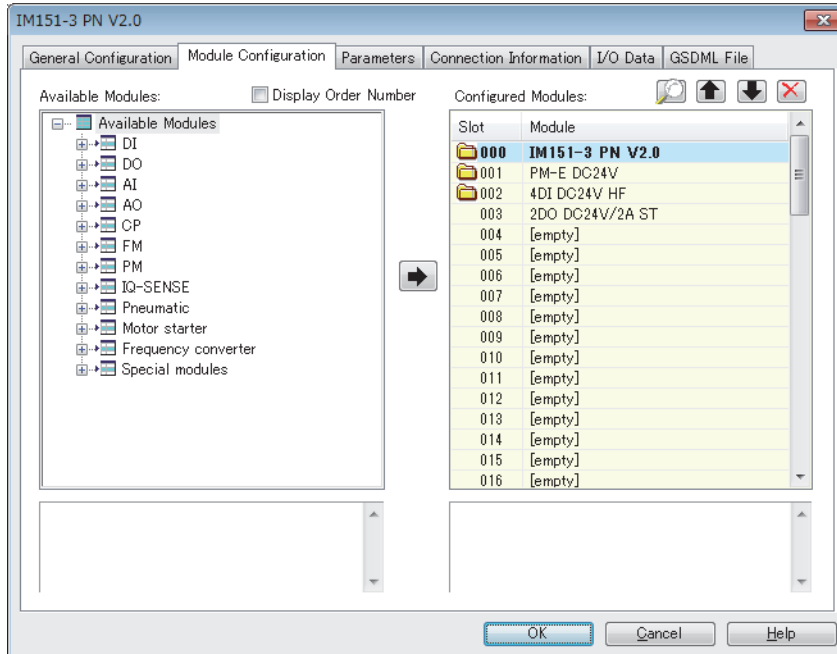 IM151-3 PN V2.0
General Configuration Module Configuration Parameters Connection Information I/O Data GSDML File
Available Modules: Display Order Number Configured Modules:
Available Modules
DI
DO
AI
AO
CP
FM
PM
IQ-SENSE
Pneumatic
Motor starter
Frequency converter
Special modules
Slot Module
000 IM151-3 PN V2.0
001 PM-E DC24V
002 4DI DC24V HF
003 2DO DC24V/2A ST
004 [empty]
005 [empty]
006 [empty]
007 [empty]
008 [empty]
009 [empty]
010 [empty]
011 [empty]
012 [empty]
013 [empty]
014 [empty]
015 [empty]
016 [empty]
OK Cancel Help